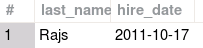 # last_name hire_date
1 Rajs 2011-10-17